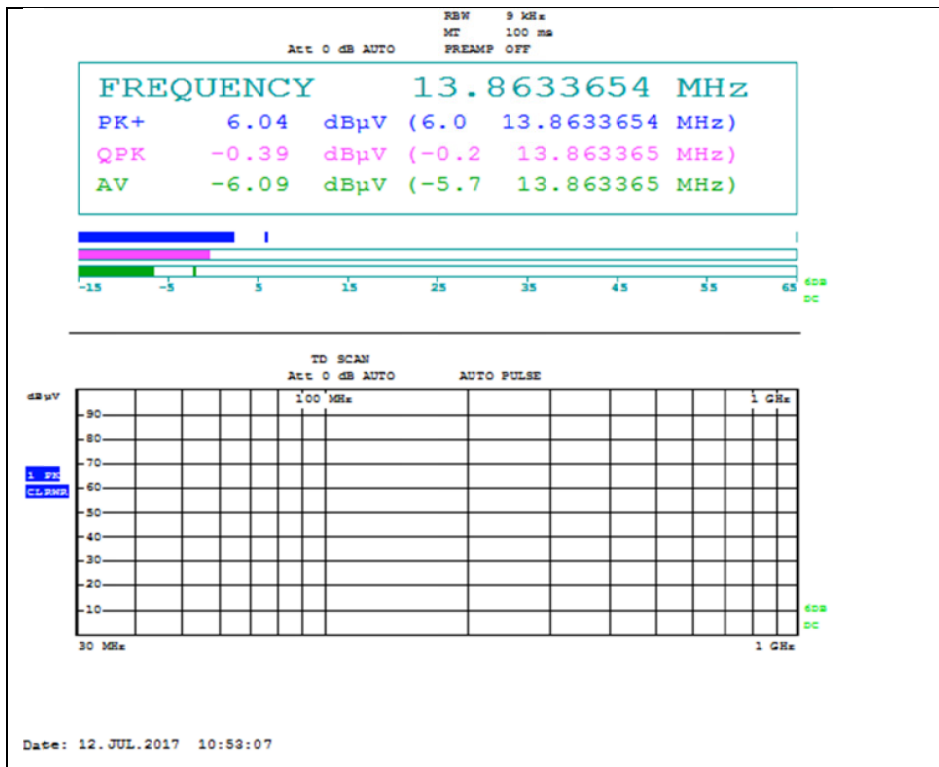 RBW 9 kHz
MT 100 ms
Att 0 dB AUTO PREAMP OFF
FREQUENCY 13.8633654 MHz
PK+ 6.04 dBµV (6.0 13.8633654 MHz)
QPK -0.39 dBµV (-0.2 13.863365 MHz)
AV -6.09 dBµV (-5.7 13.863365 MHz)
-15 -5 5 15 25 35 45 55 65
6DB
DC
TD SCAN
Att 0 dB AUTO AUTO PULSE
dBµV
100 MHz 1 GHz
90
80
70
1 PK
CLRWR
60
50
40
30
20
10
6DB
DC
30 MHz 1 GHz
Date: 12.JUL.2017 10:53:07